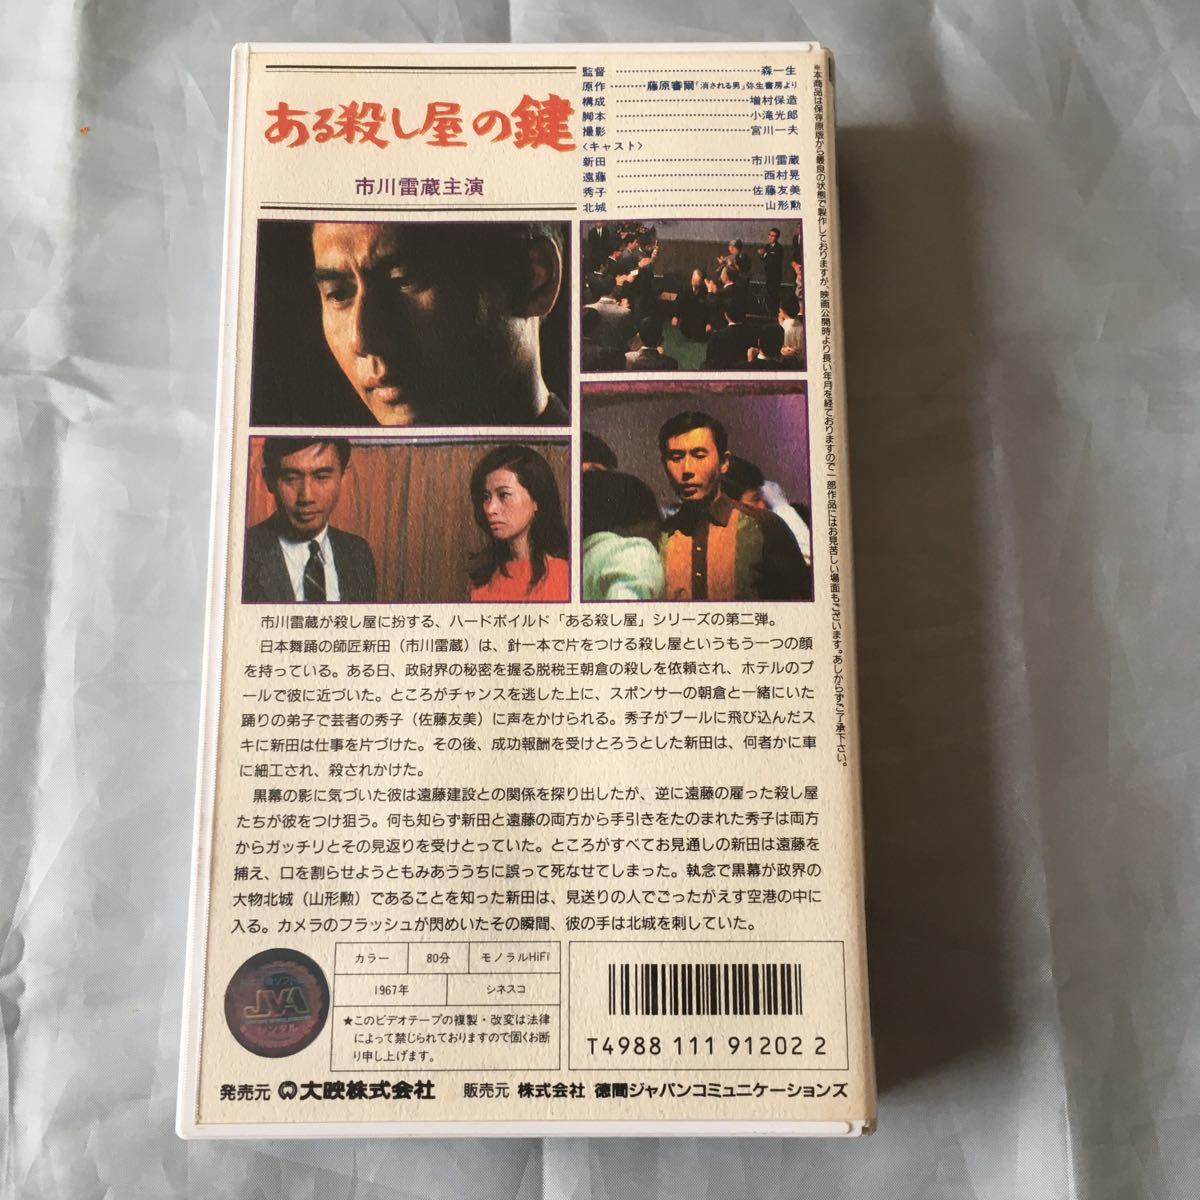 ある殺し屋の鍵
市川雷蔵主演
監督…………森一生
原作………藤原審爾「消される男」弥生書房より
構成…………増村保造
脚本…………小滝光郎
撮影…………宮川一夫
〈キャスト〉
新田…………市川雷蔵
遠藤…………西村晃
秀子…………佐藤友美
北城…………山形勲
※本商品は保存原版から最良の状態で製作しておりますが、映画公開時より長い年月を経ておりますので一部作品にはお見苦しい場面もございます。あしからずご了承下さい。
市川雷蔵が殺し屋に扮する、ハードボイルド「ある殺し屋」シリーズの第二弾。
日本舞踊の師匠新田（市川雷蔵）は、針一本で片をつける殺し屋というもう一つの顔
を持っている。ある日、政財界の秘密を握る脱税王朝倉の殺しを依頼され、ホテルのプ
ールで彼に近づいた。ところがチャンスを逃した上に、スポンサーの朝倉と一緒にいた
踊りの弟子で芸者の秀子（佐藤友美）に声をかけられる。秀子がプールに飛び込んだス
キに新田は仕事を片づけた。その後、成功報酬を受けとろうとした新田は、何者かに車
に細工され、殺されかけた。
黒幕の影に気づいた彼は遠藤建設との関係を探り出したが、逆に遠藤の雇った殺し屋
たちが彼をつけ狙う。何も知らず新田と遠藤の両方から手引きをたのまれた秀子は両方
からガッチリとその見返りを受けとっていた。ところがすべてお見通しの新田は遠藤を
捕え、口を割らせようともみあううちに誤って死なせてしまった。執念で黒幕が政界の
大物北城（山形勲）であることを知った新田は、見送りの人でごったがえす空港の中に
入る。カメラのフラッシュが閃めいたその瞬間、彼の手は北城を刺していた。
JVA
レンタル
カラー 80分 モノラルHiFi
1967年 シネスコ
★このビデオテープの複製・改変は法律
によって禁じられておりますので固くお断
り申し上げます。
T4988 111 91202 2
発売元 大映株式会社 販売元 株式会社 徳間ジャパンコミュニケーションズ